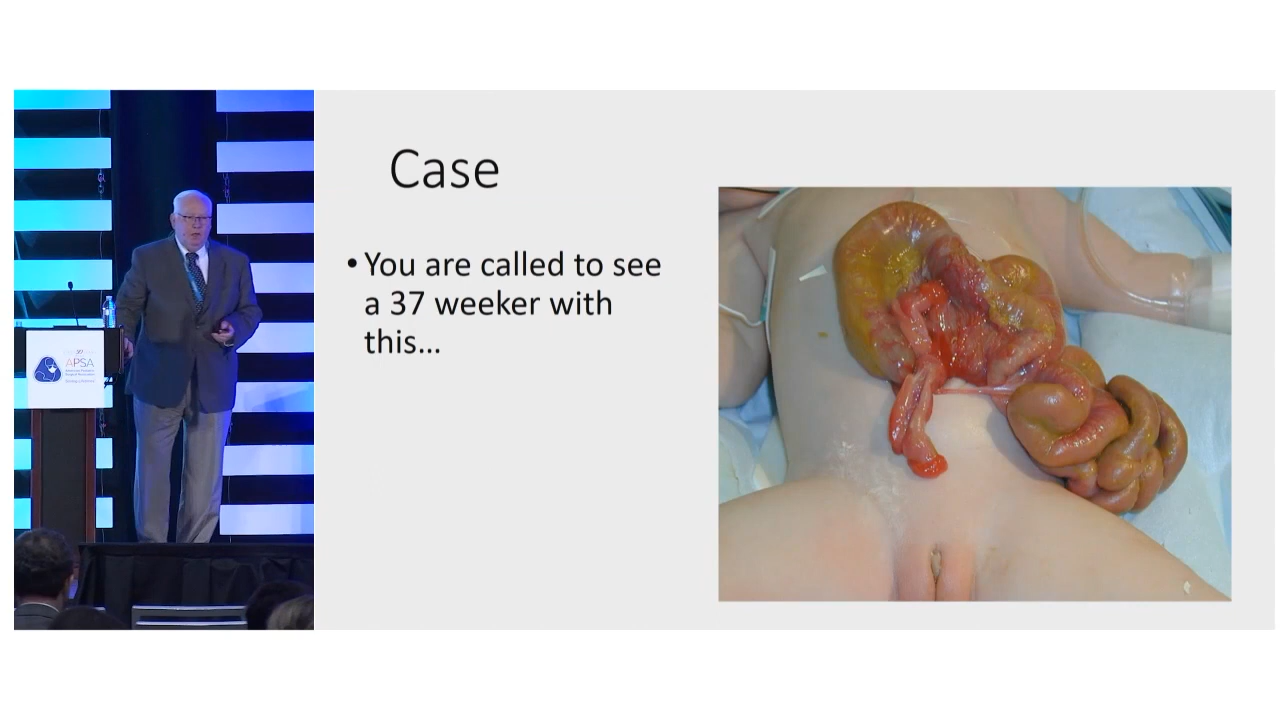 Case
• You are called to see
a 37 weeker with
this...
APSA